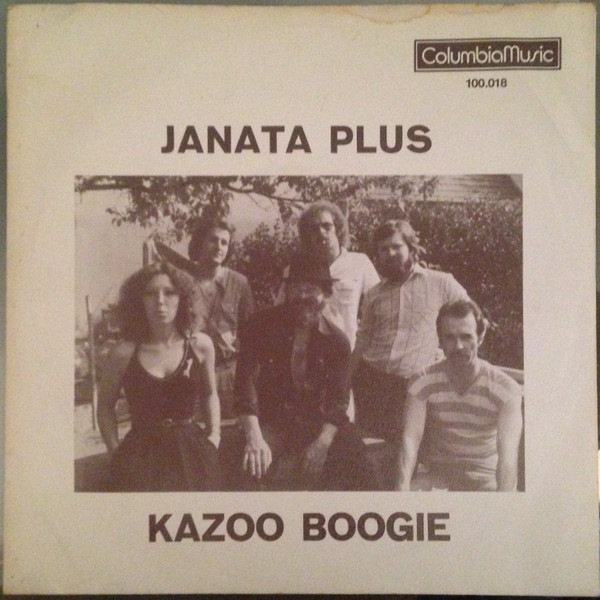 ColumbiaMusic
100.018
JANATA PLUS
KAZOO BOOGIE